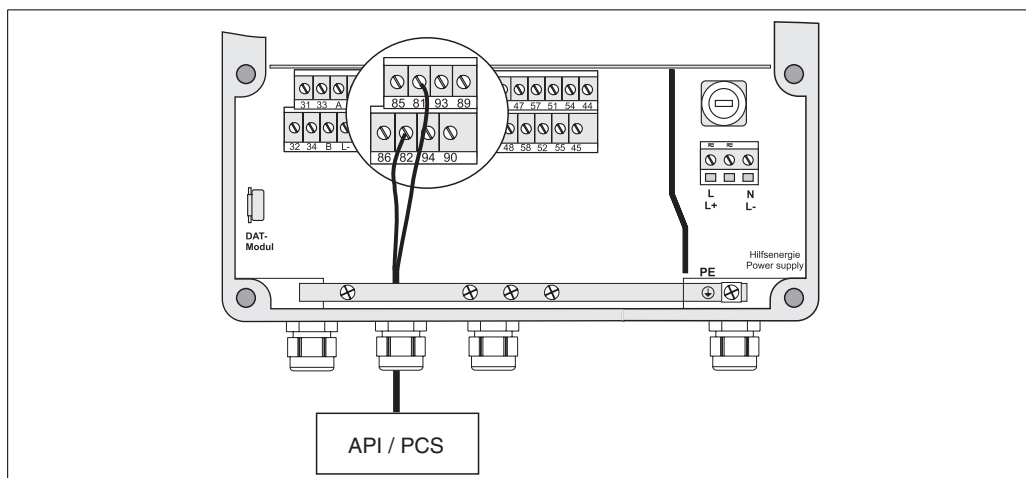 85 81 93 89
31 33 A
47 57 51 54 44
86 82 94 90
32 34 B L-
48 58 52 55 45
L N
L+ L-
DAT-
Modul
Hilfsenergie
Power supply
PE
API / PCS